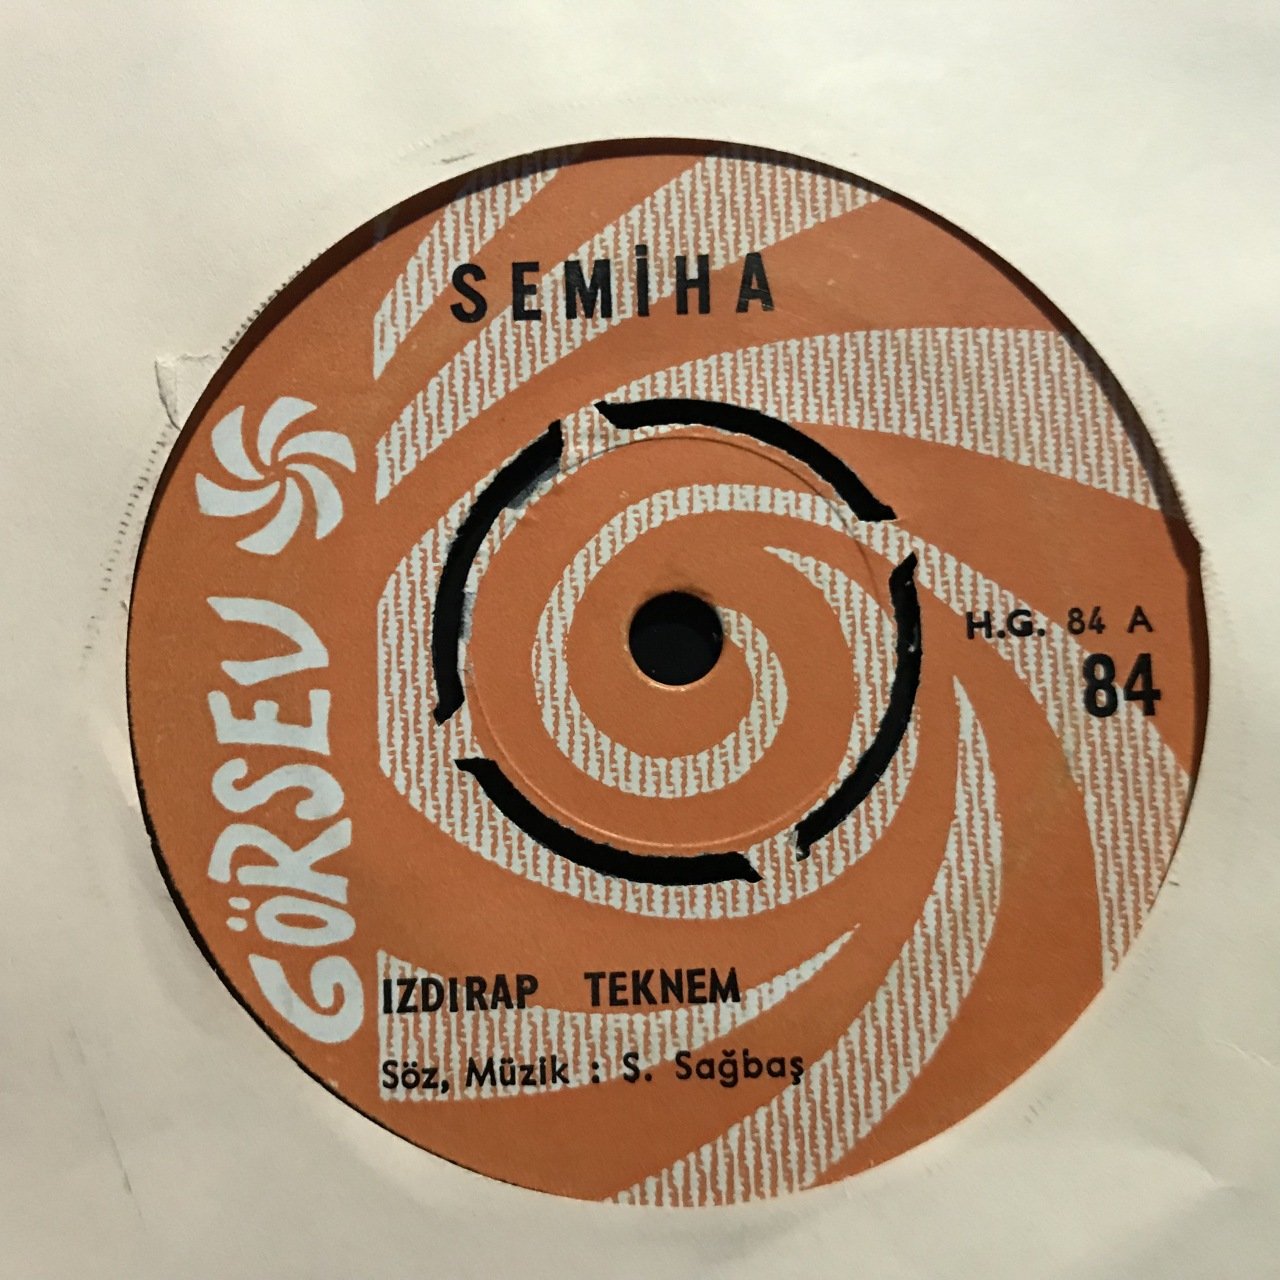 SEMİHA
GÖRSEV
H.G. 84 A
84
IZDIRAP TEKNEM
Söz, Müzik : S. Sağbaş